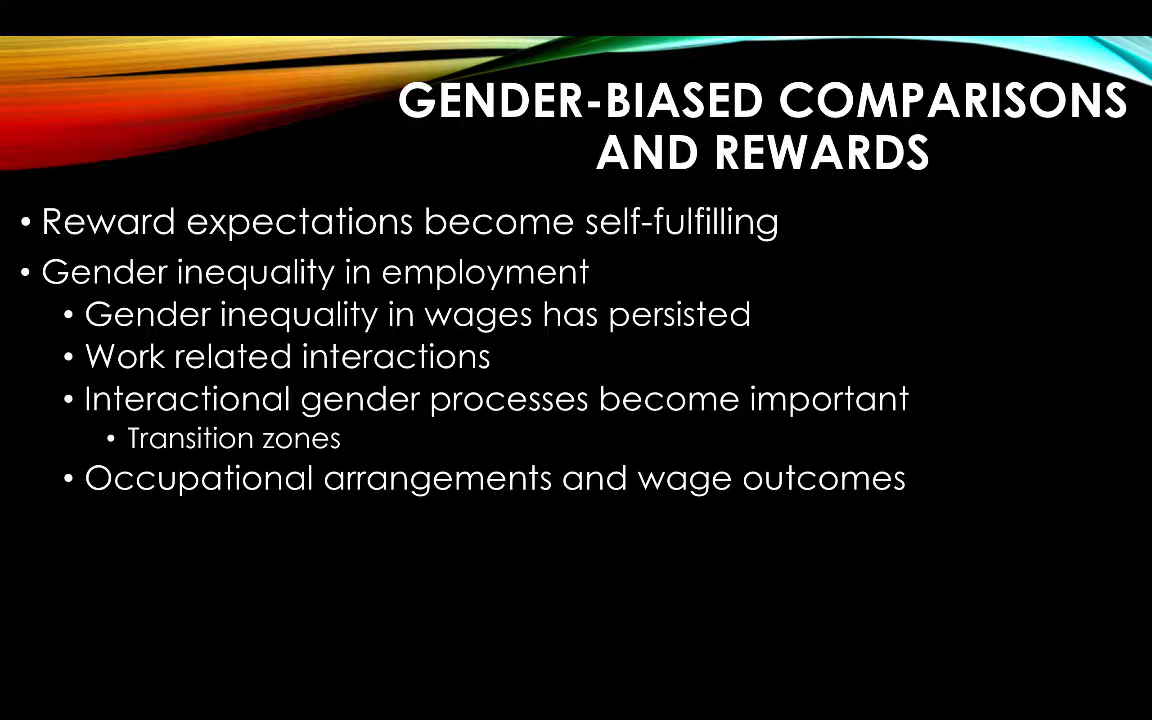 GENDER-BIASED COMPARISONS
AND REWARDS
• Reward expectations become self-fulfilling
• Gender inequality in employment
• Gender inequality in wages has persisted
• Work related interactions
• Interactional gender processes become important
• Transition zones
• Occupational arrangements and wage outcomes